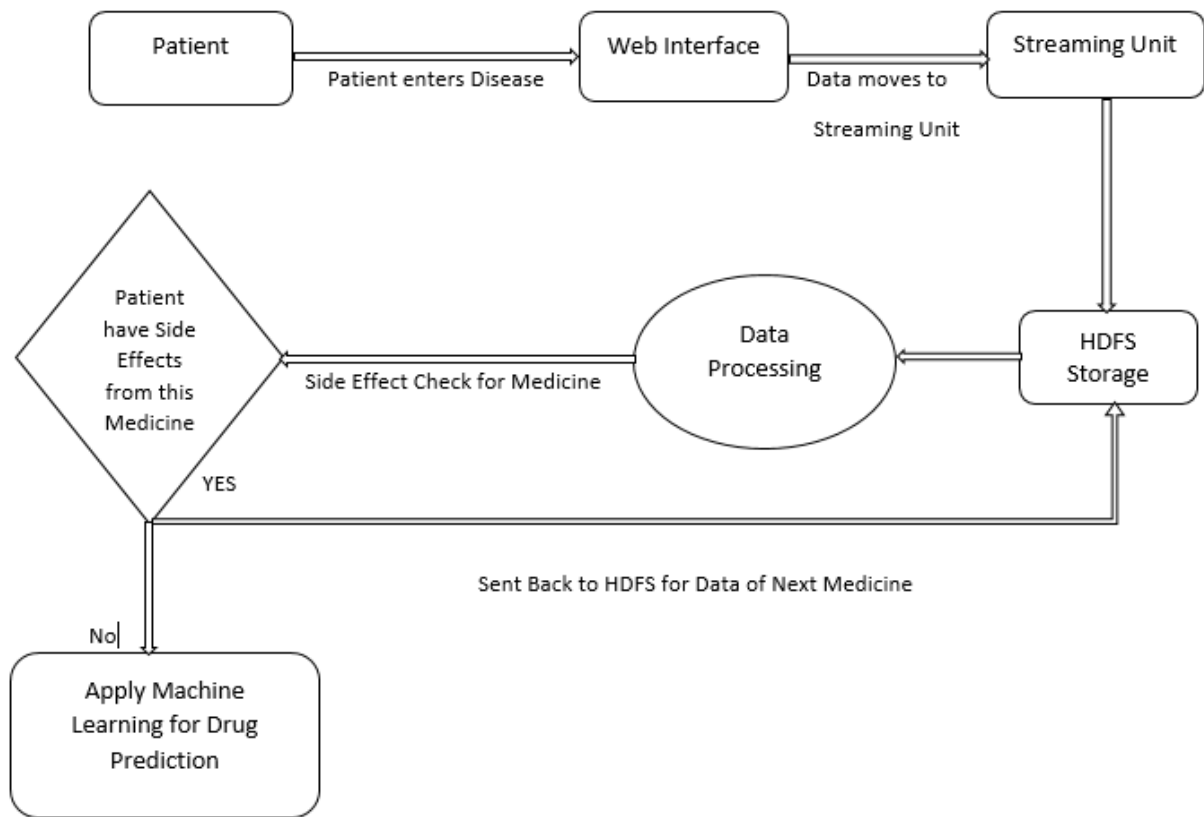 Patient
Web Interface
Streaming Unit
Patient enters Disease
Data moves to
Streaming Unit
Patient
have Side
Effects
from this
Medicine
Side Effect Check for Medicine
Data
Processing
HDFS
Storage
YES
Sent Back to HDFS for Data of Next Medicine
No
Apply Machine
Learning for Drug
Prediction